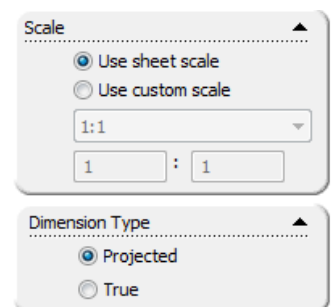 Scale
Use sheet scale
Use custom scale
1:1
1 : 1
Dimension Type
Projected
True